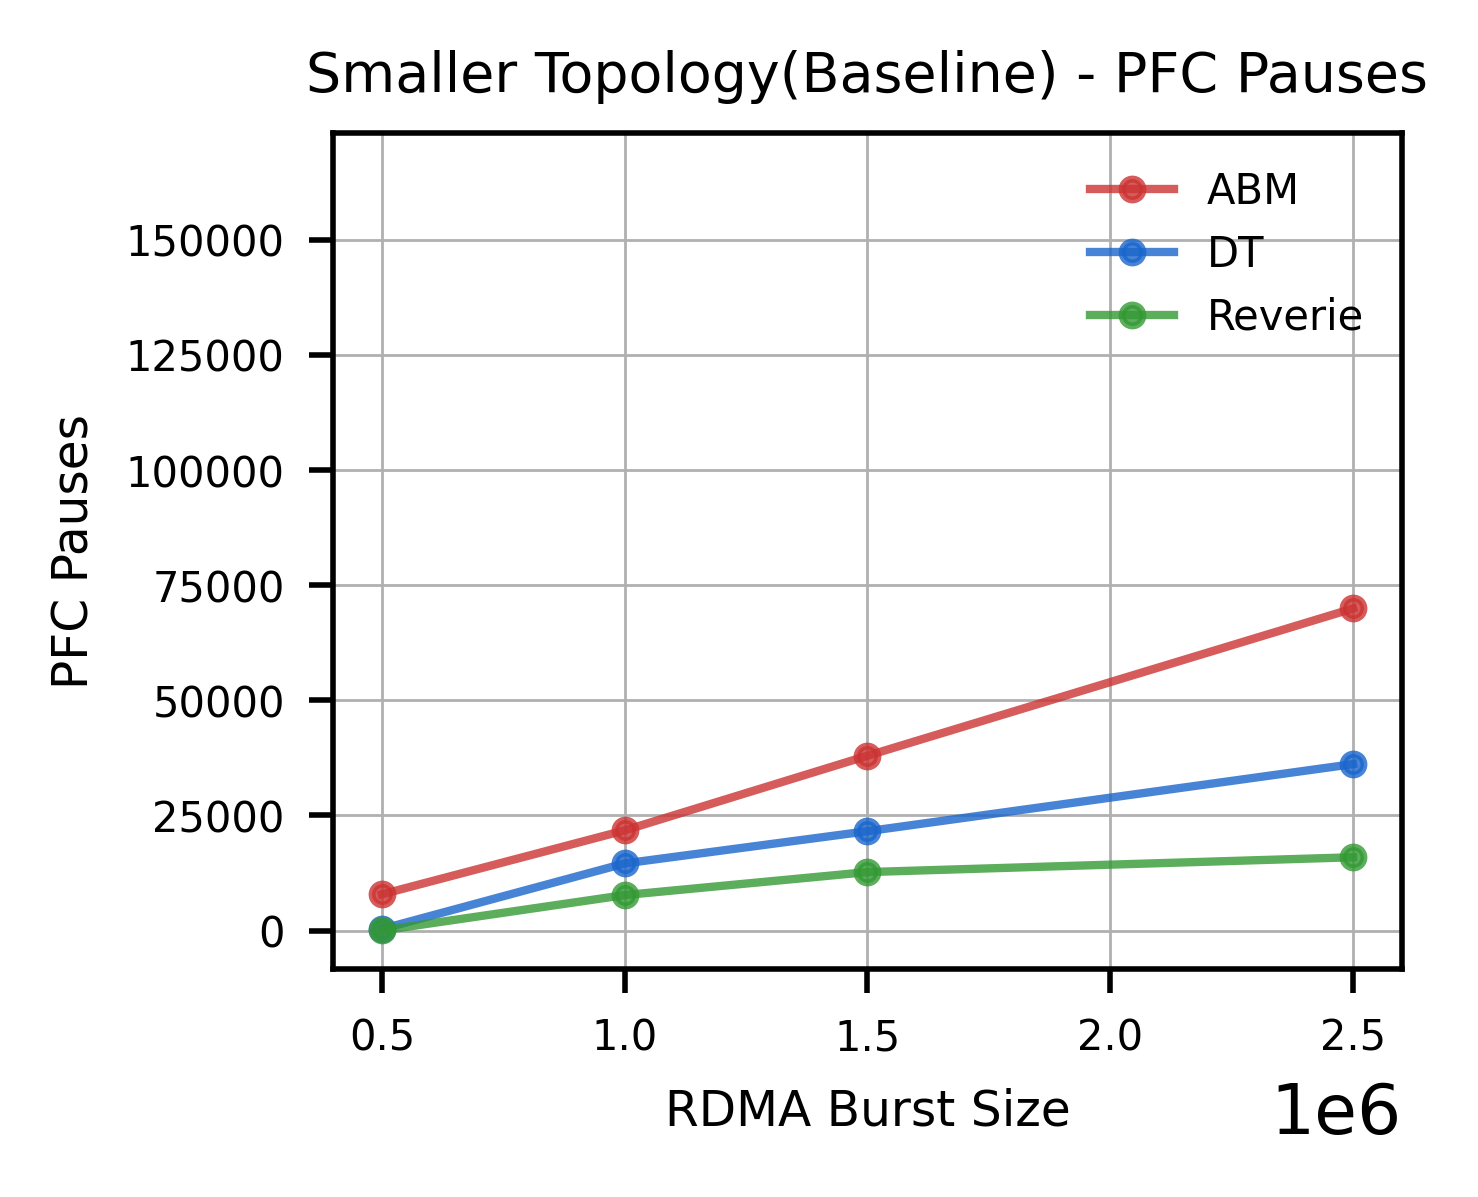 Smaller Topology(Baseline) - PFC Pauses
ABM
DT
Reverie
150000
125000
100000
75000
50000
25000
0
PFC Pauses
0.5 1.0 1.5 2.0 2.5
RDMA Burst Size
1e6